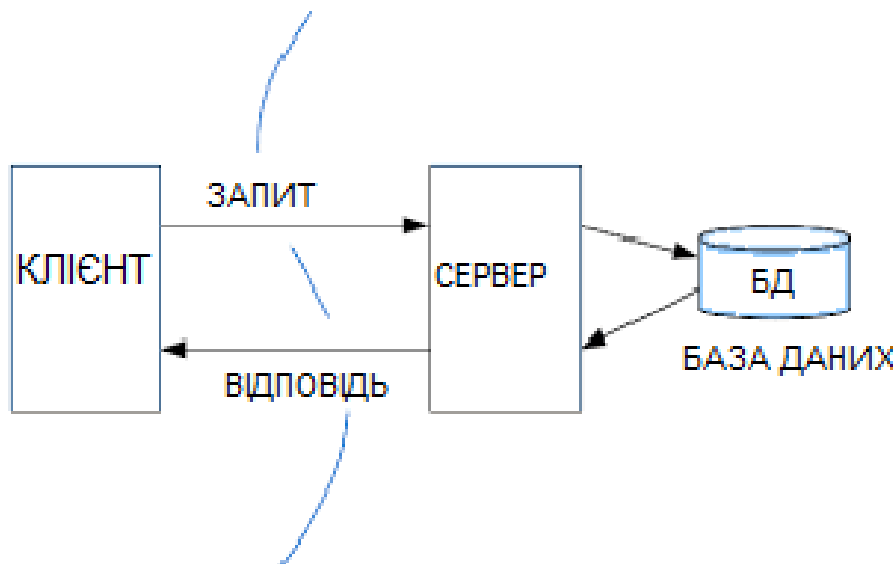 ЗАПИТ
КЛІЄНТ
СЕРВЕР
БД
БАЗА ДАНИХ
ВІДПОВІДЬ